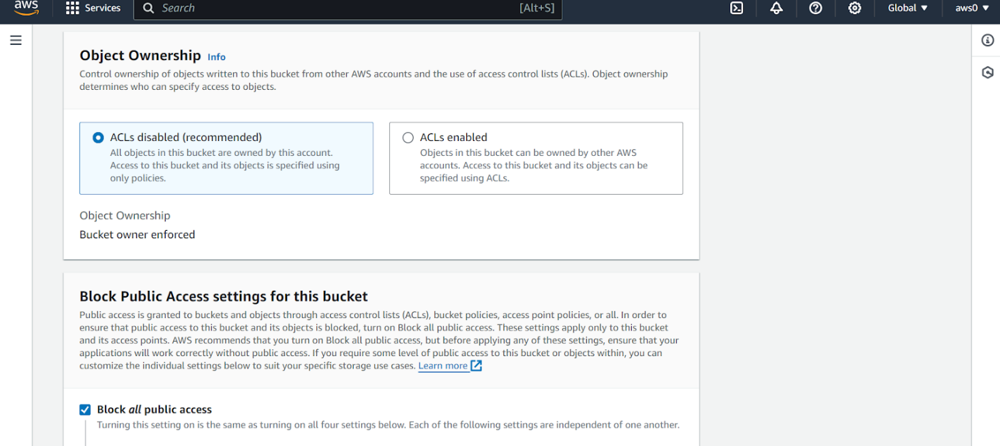 aws
Services
Search
[Alt+S]
Global
aws0
Object Ownership Info
Control ownership of objects written to this bucket from other AWS accounts and the use of access control lists (ACLs). Object ownership
determines who can specify access to objects.
ACLs disabled (recommended)
All objects in this bucket are owned by this account.
Access to this bucket and its objects is specified using
only policies.
ACLs enabled
Objects in this bucket can be owned by other AWS
accounts. Access to this bucket and its objects can be
specified using ACLs.
Object Ownership
Bucket owner enforced
Block Public Access settings for this bucket
Public access is granted to buckets and objects through access control lists (ACLs), bucket policies, access point policies, or all. In order to
ensure that public access to this bucket and its objects is blocked, turn on Block all public access. These settings apply only to this bucket
and its access points. AWS recommends that you turn on Block all public access, but before applying any of these settings, ensure that your
applications will work correctly without public access. If you require some level of public access to this bucket or objects within, you can
customize the individual settings below to suit your specific storage use cases. Learn more
Block all public access
Turning this setting on is the same as turning on all four settings below. Each of the following settings are independent of one another.